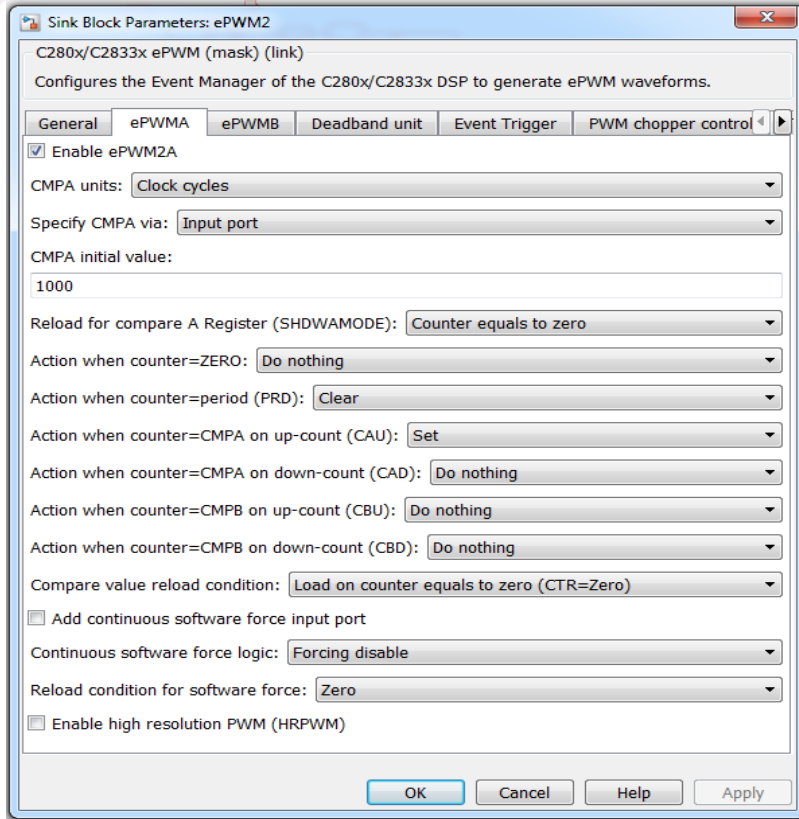 Sink Block Parameters: ePWM2
C280x/C2833x ePWM (mask) (link)
Configures the Event Manager of the C280x/C2833x DSP to generate ePWM waveforms.
General ePWMA ePWMB Deadband unit Event Trigger PWM chopper control
Enable ePWM2A
CMPA units: Clock cycles
Specify CMPA via: Input port
CMPA initial value:
1000
Reload for compare A Register (SHDWAMODE): Counter equals to zero
Action when counter=ZERO: Do nothing
Action when counter=period (PRD): Clear
Action when counter=CMPA on up-count (CAU): Set
Action when counter=CMPA on down-count (CAD): Do nothing
Action when counter=CMPB on up-count (CBU): Do nothing
Action when counter=CMPB on down-count (CBD): Do nothing
Compare value reload condition: Load on counter equals to zero (CTR=Zero)
Add continuous software force input port
Continuous software force logic: Forcing disable
Reload condition for software force: Zero
Enable high resolution PWM (HRPWM)
OK Cancel Help Apply